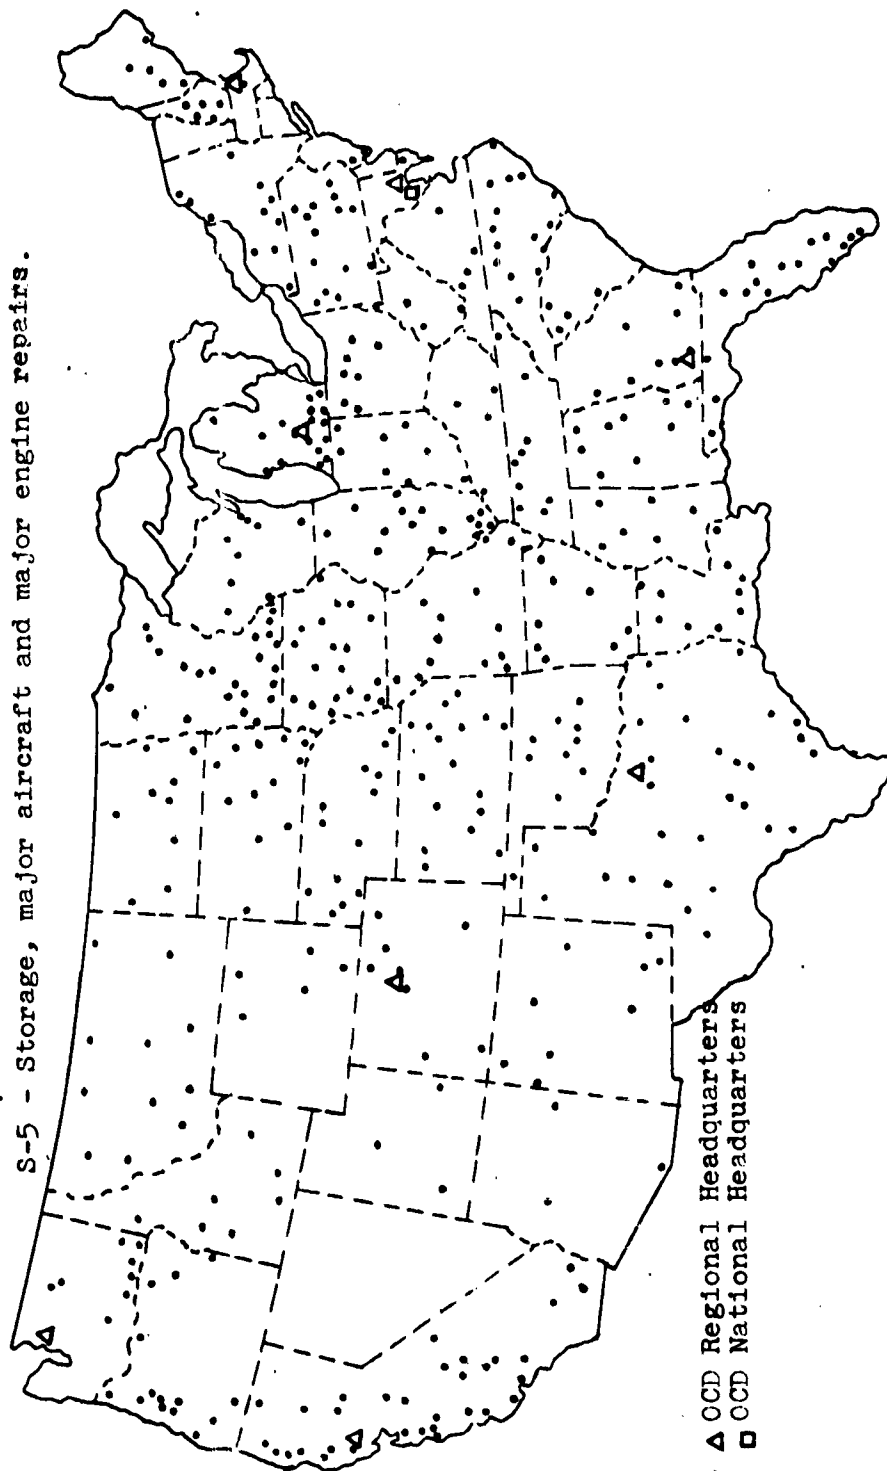 S-5 - Storage, major aircraft and major engine repairs.
△ OCD Regional Headquarters
□ OCD National Headquarters